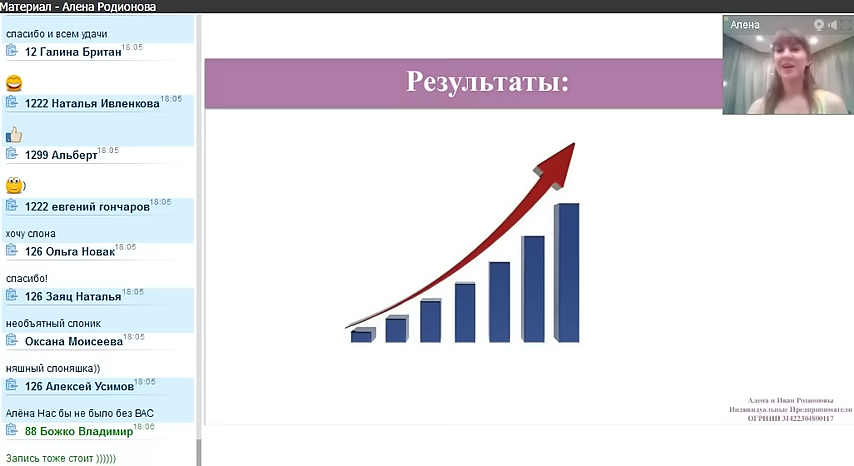 Материал - Алена Родионова
спасибо и всем удачи
12 Галина Британ 18:05
1222 Наталья Ивленкова 18:05
1299 Альберт 18:05
)
1222 евгений гончаров 18:05
хочу слона
126 Ольга Новак 18:05
спасибо!
126 Заяц Наталья 18:05
необъятный слоник
Оксана Моисеева 18:05
няшный слоняшка))
126 Алексей Усимов 18:05
Алёна Нас бы не было без ВАС
88 Божко Владимир 18:06
Запись тоже стоит ))))))
Результаты:
Алена
Алена и Иван Родионовы
Индивидуальные Предприниматели
ОГРНИП 31422304800117